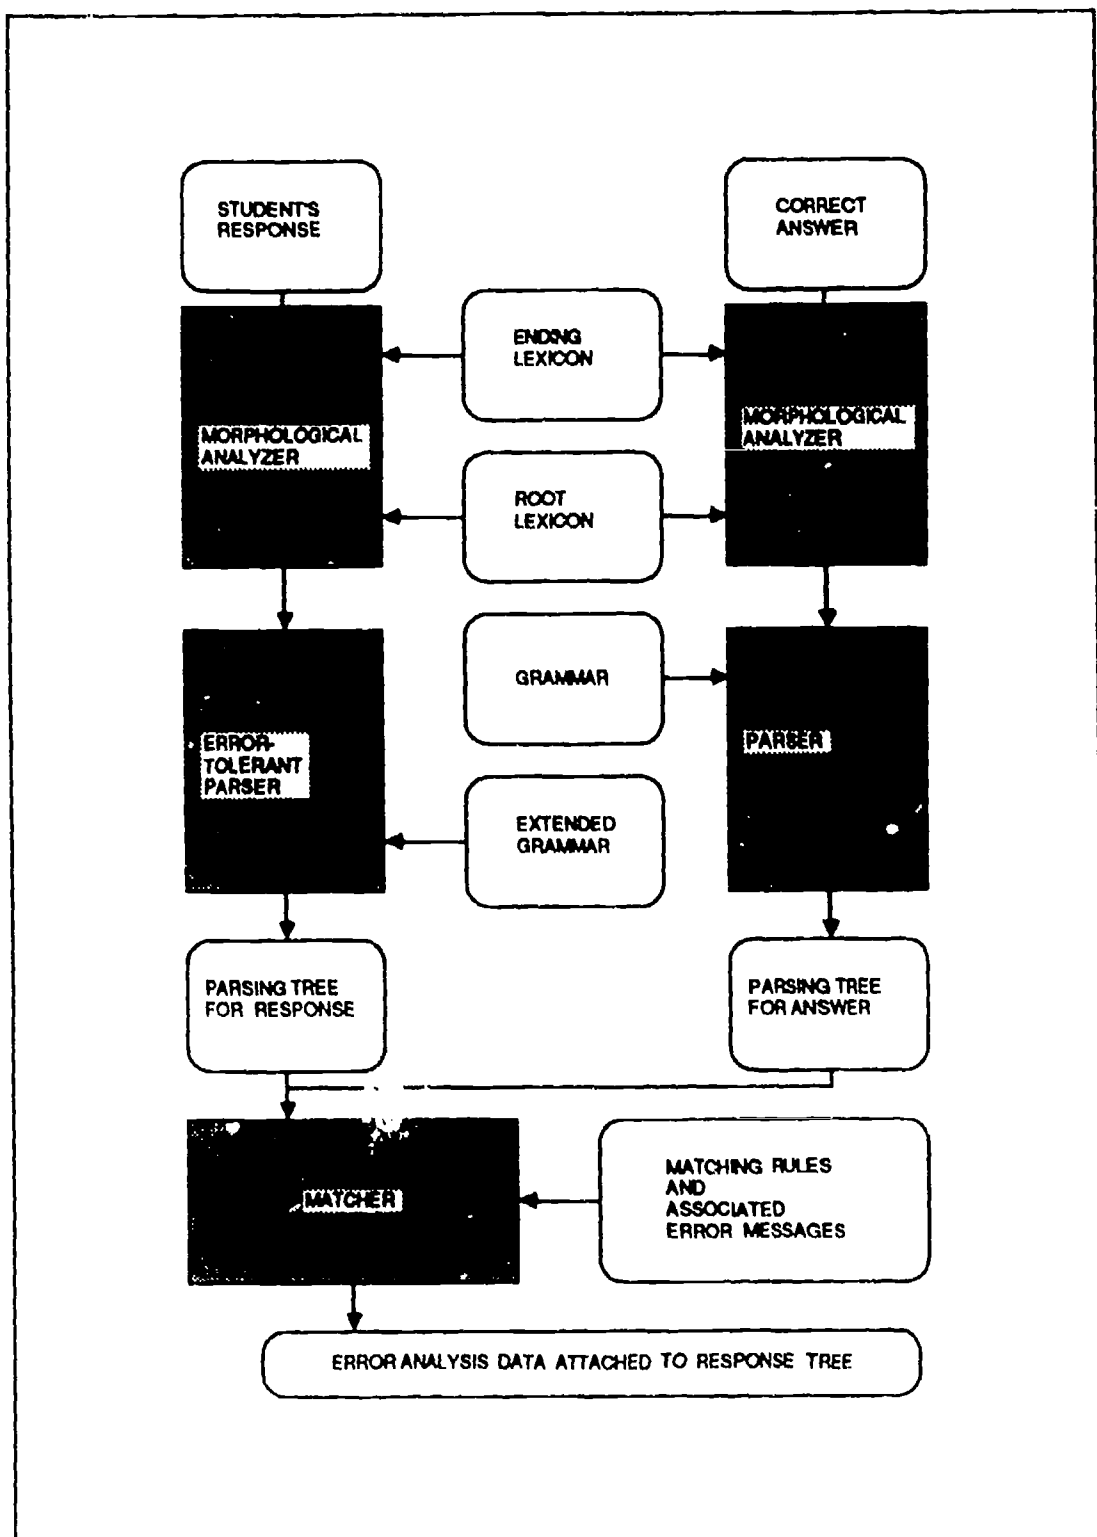 STUDENT'S
RESPONSE
CORRECT
ANSWER
ENDING
LEXICON
MORPHOLOGICAL
ANALYZER
MORPHOLOGICAL
ANALYZER
ROOT
LEXICON
GRAMMAR
ERROR-
TOLERANT
PARSER
PARSER
EXTENDED
GRAMMAR
PARSING TREE
FOR RESPONSE
PARSING TREE
FOR ANSWER
MATCHER
MATCHING RULES
AND
ASSOCIATED
ERROR MESSAGES
ERROR ANALYSIS DATA ATTACHED TO RESPONSE TREE